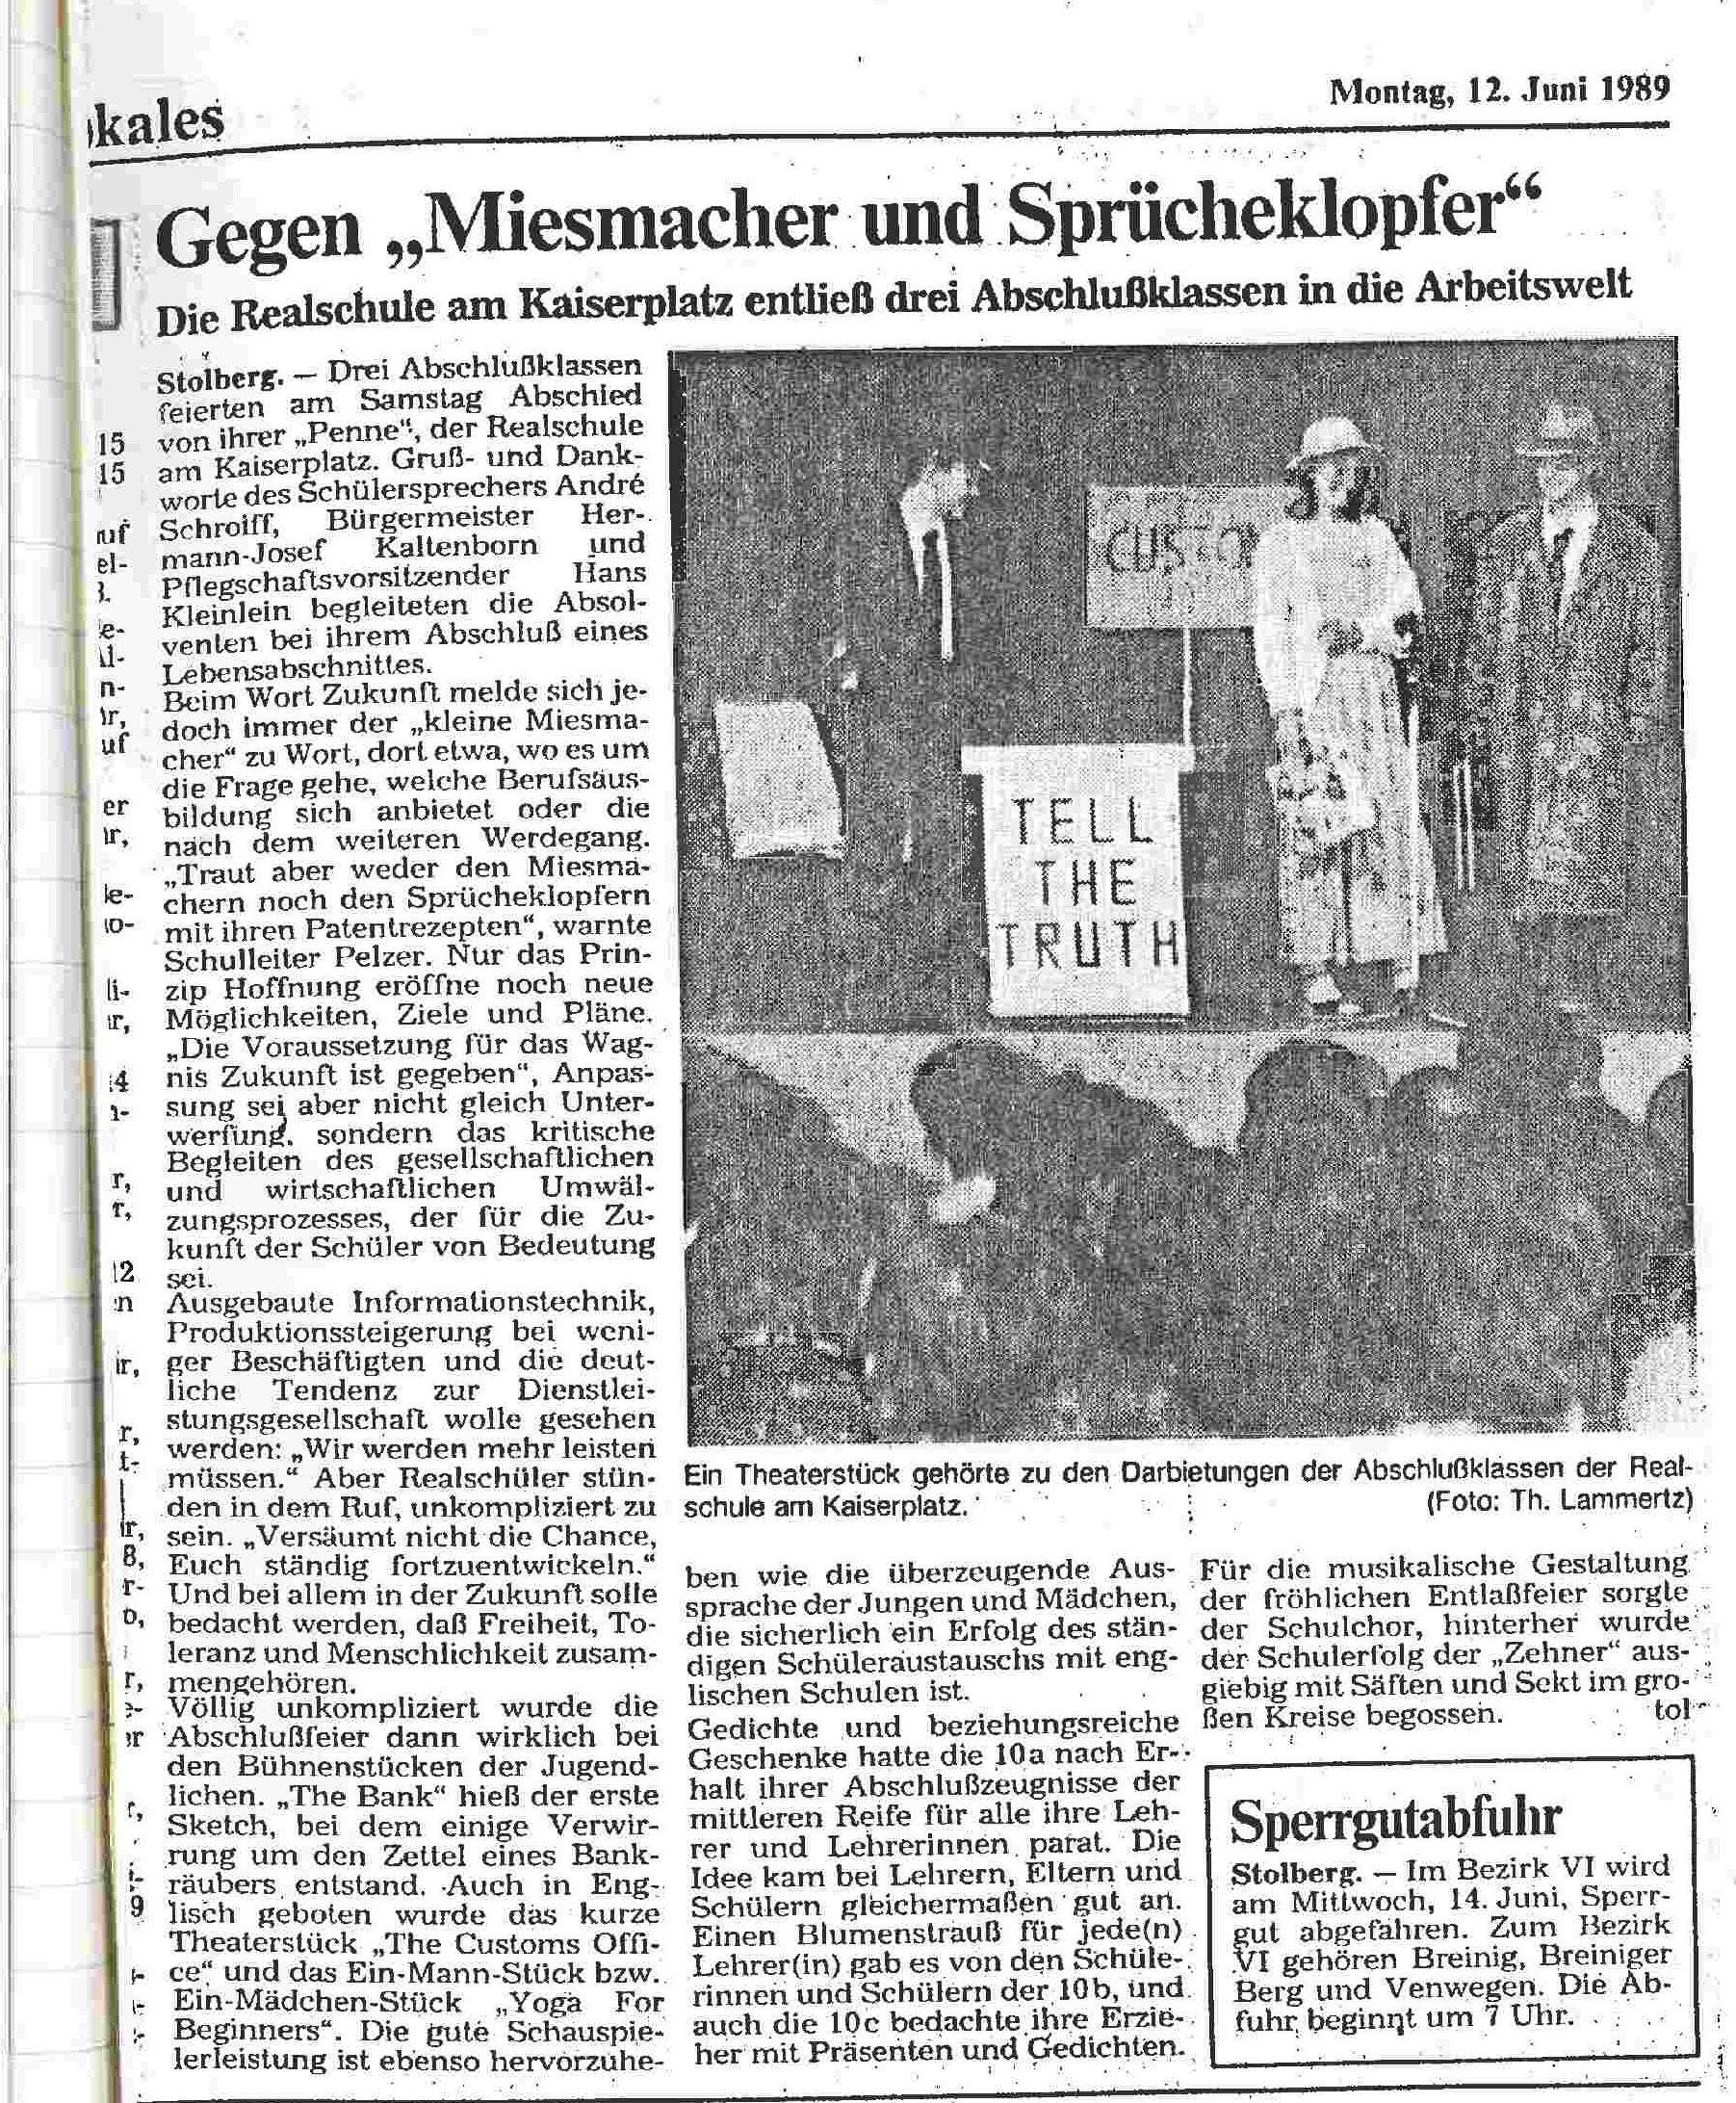 kales
Montag, 12. Juni 1989
Gegen „Miesmacher und Sprücheklopfer“
Die Realschule am Kaiserplatz entließ drei Abschlußklassen in die Arbeitswelt
Stolberg. — Drei Abschlußklassen
feierten am Samstag Abschied
von ihrer „Penne“, der Realschule
am Kaiserplatz. Gruß- und Dank-
worte des Schülersprechers André
Schroiff, Bürgermeister Her-
mann-Josef Kaltenborn und
Pflegschaftsvorsitzender Hans
Kleinlein begleiteten die Absol-
venten bei ihrem Abschluß eines
Lebensabschnittes.
Beim Wort Zukunft melde sich je-
doch immer der „kleine Miesma-
cher“ zu Wort, dort etwa, wo es um
die Frage gehe, welche Berufsaus-
bildung sich anbietet oder die
nach dem weiteren Werdegang.
„Traut aber weder den Miesma-
chern noch den Sprücheklopfern
mit ihren Patentrezepten“, warnte
Schulleiter Pelzer. Nur das Prin-
zip Hoffnung eröffne noch neue
Möglichkeiten, Ziele und Pläne.
„Die Voraussetzung für das Wag-
nis Zukunft ist gegeben“, Anpas-
sung sei aber nicht gleich Unter-
werfung, sondern das kritische
Begleiten des gesellschaftlichen
und wirtschaftlichen Umwäl-
zungsprozesses, der für die Zu-
kunft der Schüler von Bedeutung
sei.
Ausgebaute Informationstechnik,
Produktionssteigerung bei weni-
ger Beschäftigten und die deut-
liche Tendenz zur Dienstlei-
stungsgesellschaft wolle gesehen
werden: „Wir werden mehr leisten
müssen.“ Aber Realschüler stün-
den in dem Ruf, unkompliziert zu
sein. „Versäumt nicht die Chance,
Euch ständig fortzuentwickeln.“
Und bei allem in der Zukunft solle
bedacht werden, daß Freiheit, To-
leranz und Menschlichkeit zusam-
mengehören.
Völlig unkompliziert wurde die
Abschlußfeier dann wirklich bei
den Bühnenstücken der Jugend-
lichen. „The Bank“ hieß der erste
Sketch, bei dem einige Verwir-
rung um den Zettel eines Bank-
räubers entstand. Auch in Eng-
lisch geboten wurde das kurze
Theaterstück „The Customs Offi-
ce“ und das Ein-Mann-Stück bzw.
Ein-Mädchen-Stück „Yoga For
Beginners“. Die gute Schauspie-
lerleistung ist ebenso hervorzuhe-
CUSTO
TELL
THE
TRUTH
Ein Theaterstück gehörte zu den Darbietungen der Abschlußklassen der Real-
schule am Kaiserplatz. (Foto: Th. Lammertz)
ben wie die überzeugende Aus-
sprache der Jungen und Mädchen,
die sicherlich ein Erfolg des stän-
digen Schüleraustauschs mit eng-
lischen Schulen ist.
Gedichte und beziehungsreiche
Geschenke hatte die 10a nach Er-
halt ihrer Abschlußzeugnisse der
mittleren Reife für alle ihre Leh-
rer und Lehrerinnen parat. Die
Idee kam bei Lehrern, Eltern und
Schülern gleichermaßen gut an.
Einen Blumenstrauß für jede(n)
Lehrer(in) gab es von den Schüle-
rinnen und Schülern der 10b, und
auch die 10c bedachte ihre Erzie-
her mit Präsenten und Gedichten.
Für die musikalische Gestaltung
der fröhlichen Entlaßfeier sorgte
der Schulchor, hinterher wurde
der Schulerfolg der „Zehner“ aus-
giebig mit Säften und Sekt im gro-
ßen Kreise begossen. tol
Sperrgutabfuhr
Stolberg. — Im Bezirk VI wird
am Mittwoch, 14. Juni, Sperr-
gut abgefahren. Zum Bezirk
VI gehören Breinig, Breiniger
Berg und Venwegen. Die Ab-
fuhr beginnt um 7 Uhr.